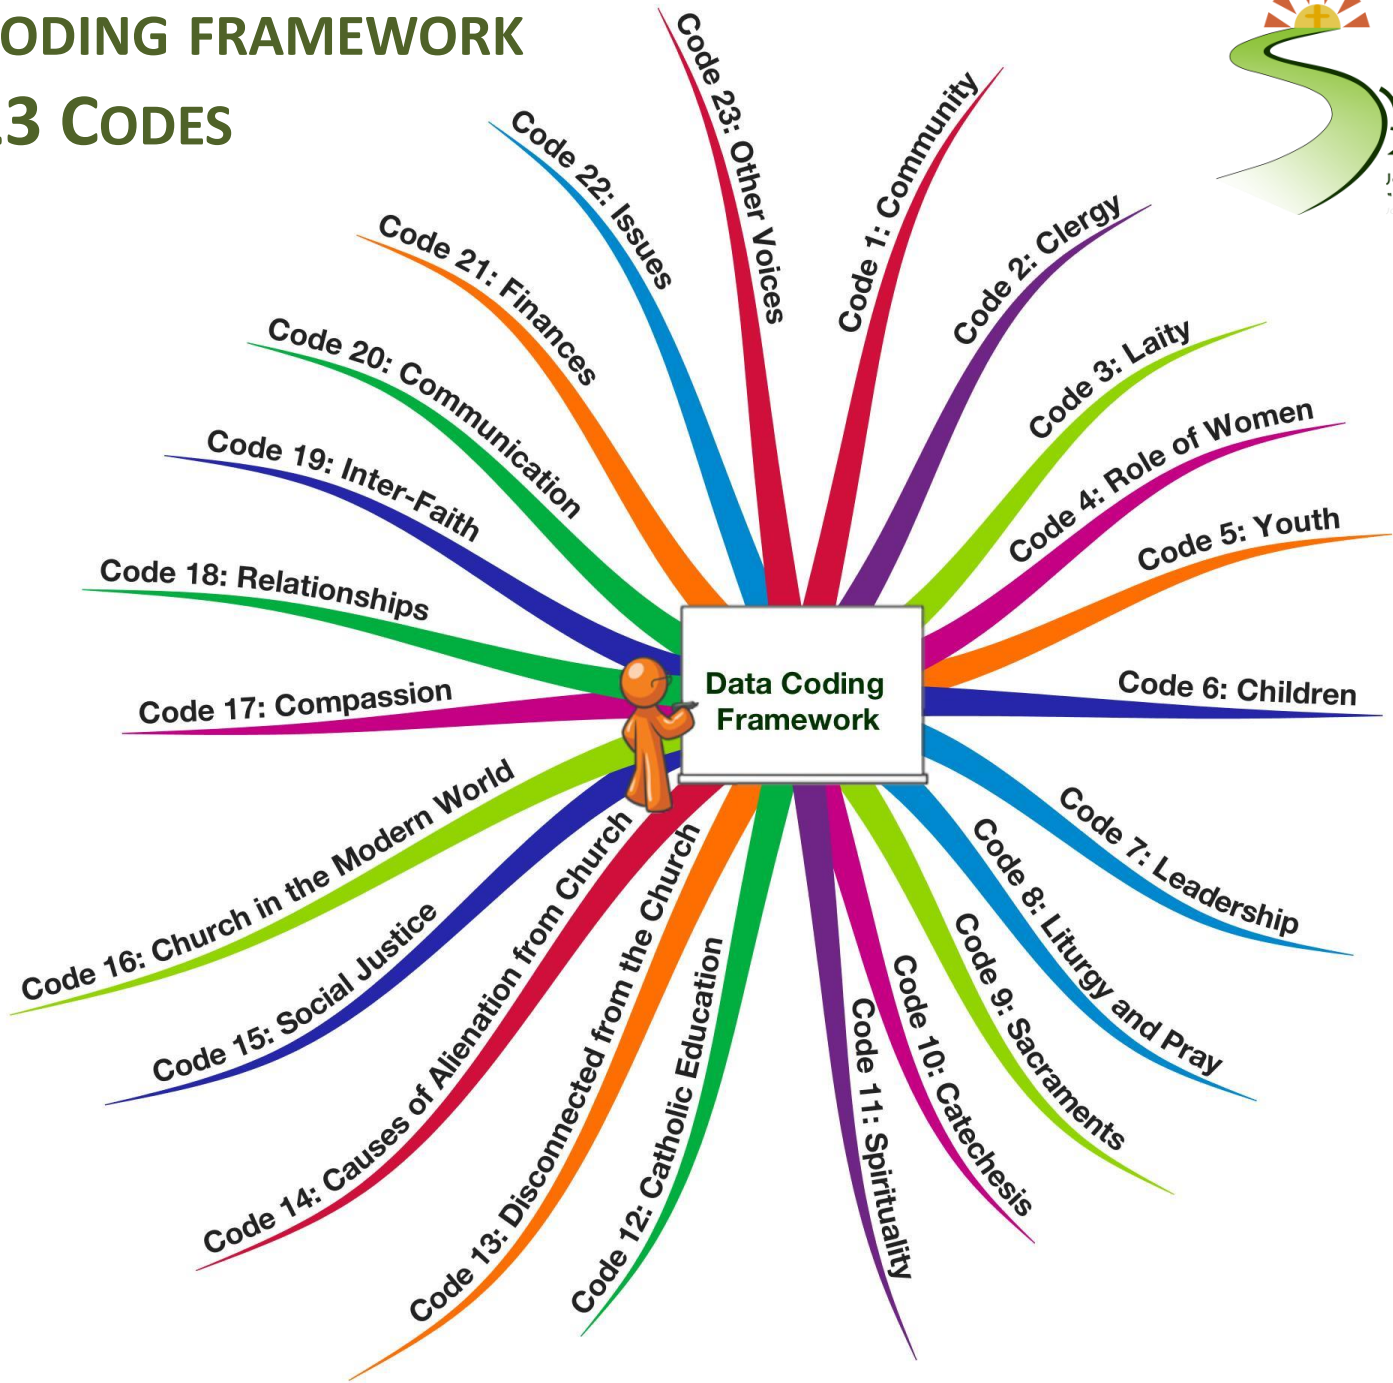 ODING FRAMEWORK
3 CODES
Data Coding
Framework
Code 1: Community
Code 2: Clergy
Code 3: Laity
Code 4: Role of Women
Code 5: Youth
Code 6: Children
Code 7: Leadership
Code 8: Liturgy and Pray
Code 9: Sacraments
Code 10: Catechesis
Code 11: Spirituality
Code 12: Catholic Education
Code 13: Disconnected from the Church
Code 14: Causes of Alienation from Church
Code 15: Social Justice
Code 16: Church in the Modern World
Code 17: Compassion
Code 18: Relationships
Code 19: Inter-Faith
Code 20: Communication
Code 21: Finances
Code 22: Issues
Code 23: Other Voices